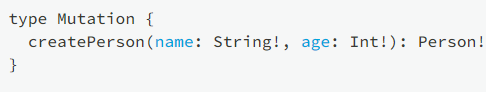 type Mutation {
  createPerson(name: String!, age: Int!): Person!
}